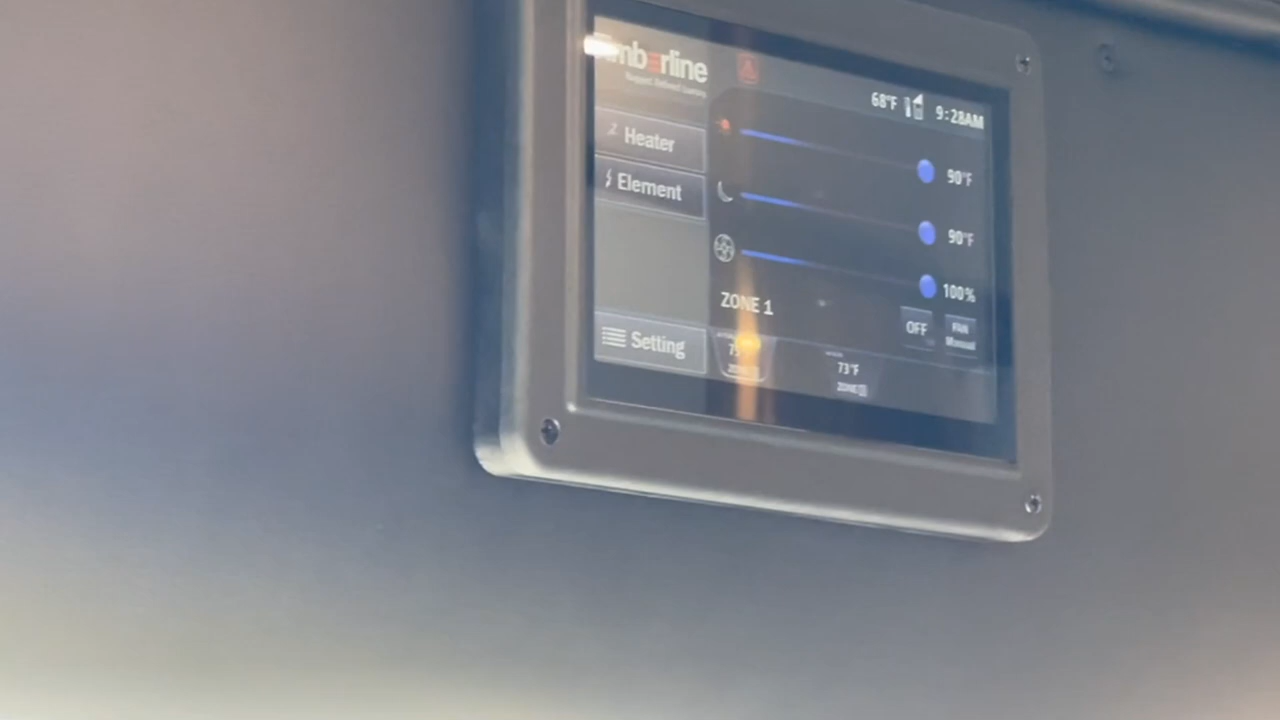 Timberline
68°F 9:28AM
Heater
90°F
Element
90°F
100%
ZONE 1
OFF
FAN
Manual
Setting
73°F